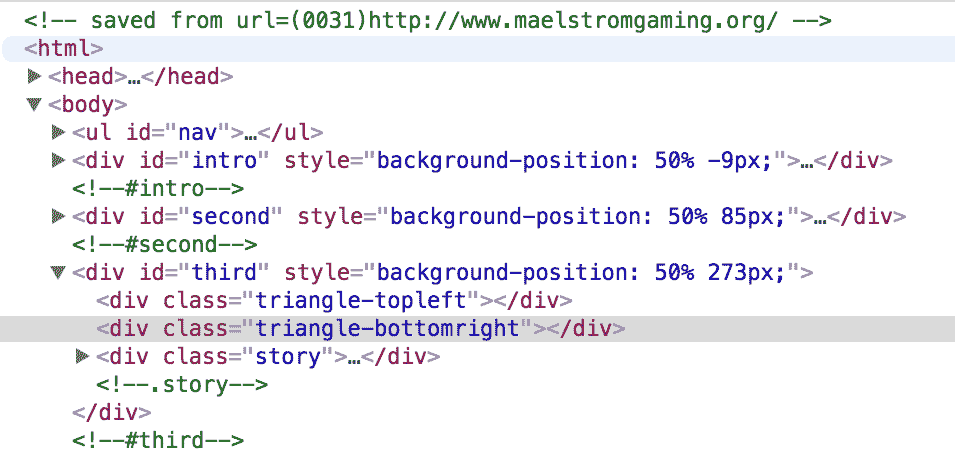 <!-- saved from url=(0031)http://www.maelstromgaming.org/ -->
<html>
<head>…</head>
<body>
<ul id="nav">…</ul>
<div id="intro" style="background-position: 50% -9px;">…</div>
<!--#intro-->
<div id="second" style="background-position: 50% 85px;">…</div>
<!--#second-->
<div id="third" style="background-position: 50% 273px;">
<div class="triangle-topleft"></div>
<div class="triangle-bottomright"></div>
<div class="story">…</div>
<!--.story-->
</div>
<!--#third-->